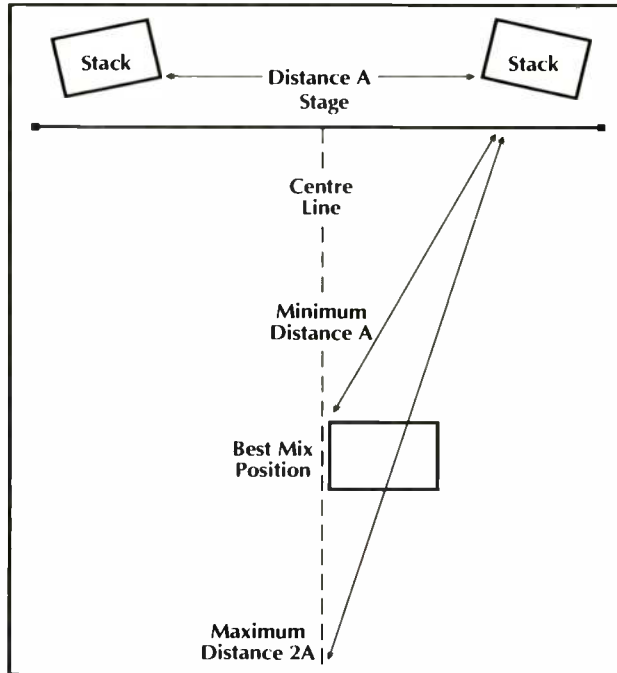 Stack
Distance A
Stack
Stage
Centre
Line
Minimum
Distance A
Best Mix
Position
Maximum
Distance 2A